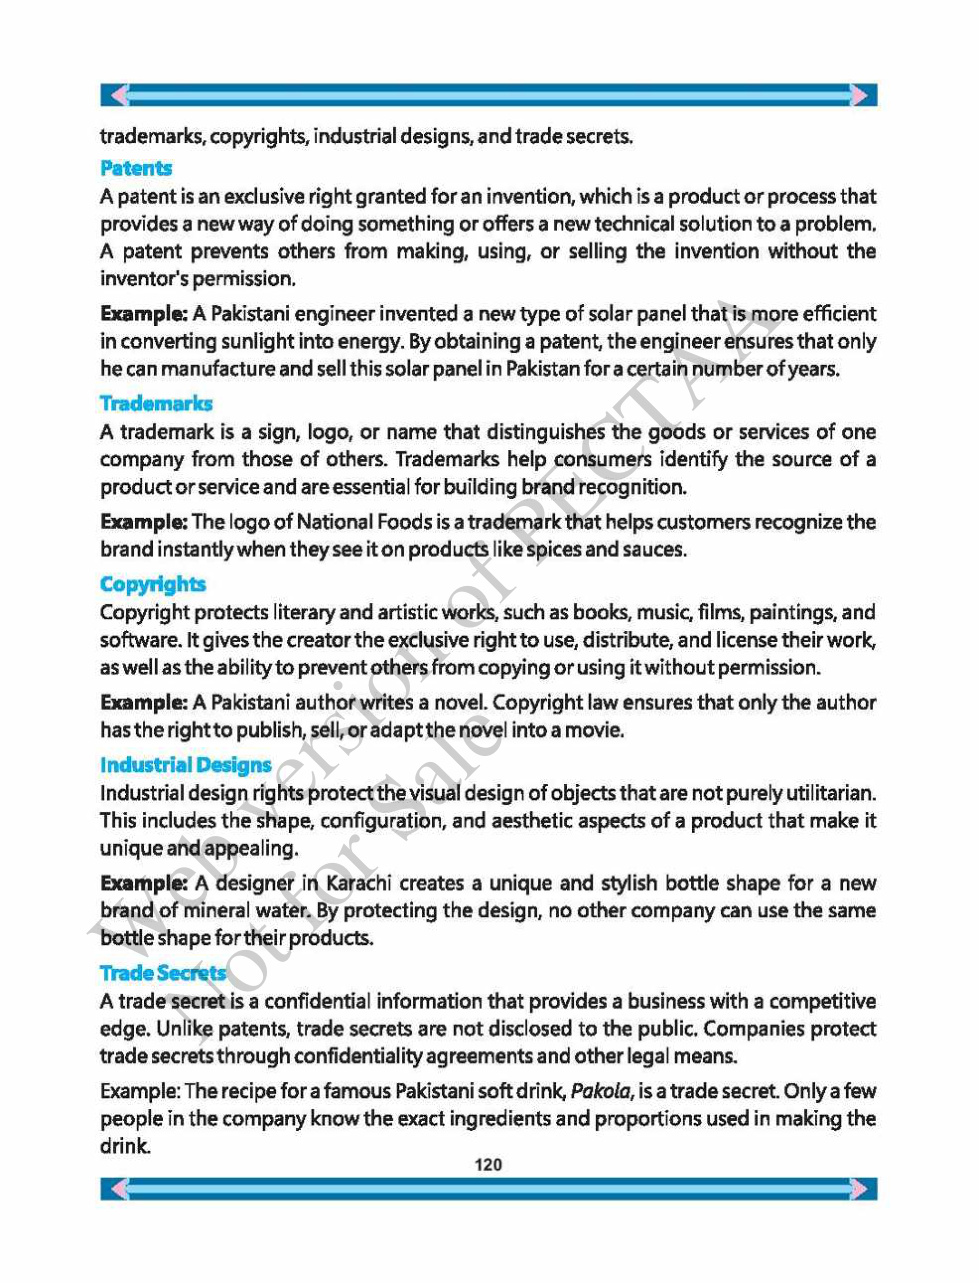 trademarks, copyrights, industrial designs, and trade secrets.
Patents
A patent is an exclusive right granted for an invention, which is a product or process that
provides a new way of doing something or offers a new technical solution to a problem.
A patent prevents others from making, using, or selling the invention without the
inventor's permission.
Example: A Pakistani engineer invented a new type of solar panel that is more efficient
in converting sunlight into energy. By obtaining a patent, the engineer ensures that only
he can manufacture and sell this solar panel in Pakistan for a certain number of years.
Trademarks
A trademark is a sign, logo, or name that distinguishes the goods or services of one
company from those of others. Trademarks help consumers identify the source of a
product or service and are essential for building brand recognition.
Example: The logo of National Foods is a trademark that helps customers recognize the
brand instantly when they see it on products like spices and sauces.
Copyrights
Copyright protects literary and artistic works, such as books, music, films, paintings, and
software. It gives the creator the exclusive right to use, distribute, and license their work,
as well as the ability to prevent others from copying or using it without permission.
Example: A Pakistani author writes a novel. Copyright law ensures that only the author
has the right to publish, sell, or adapt the novel into a movie.
Industrial Designs
Industrial design rights protect the visual design of objects that are not purely utilitarian.
This includes the shape, configuration, and aesthetic aspects of a product that make it
unique and appealing.
Example: A designer in Karachi creates a unique and stylish bottle shape for a new
brand of mineral water. By protecting the design, no other company can use the same
bottle shape for their products.
Trade Secrets
A trade secret is a confidential information that provides a business with a competitive
edge. Unlike patents, trade secrets are not disclosed to the public. Companies protect
trade secrets through confidentiality agreements and other legal means.
Example: The recipe for a famous Pakistani soft drink, Pakola, is a trade secret. Only a few
people in the company know the exact ingredients and proportions used in making the
drink.
120
Web version of PECTAA
Not for Sale